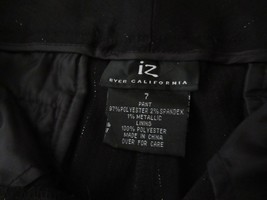 iz
BYER CALIFORNIA
7
PANT
97%POLYESTER 2% SPANDEX
1% METALLIC
LINING
100% POLYESTER
MADE IN CHINA
OVER FOR CARE